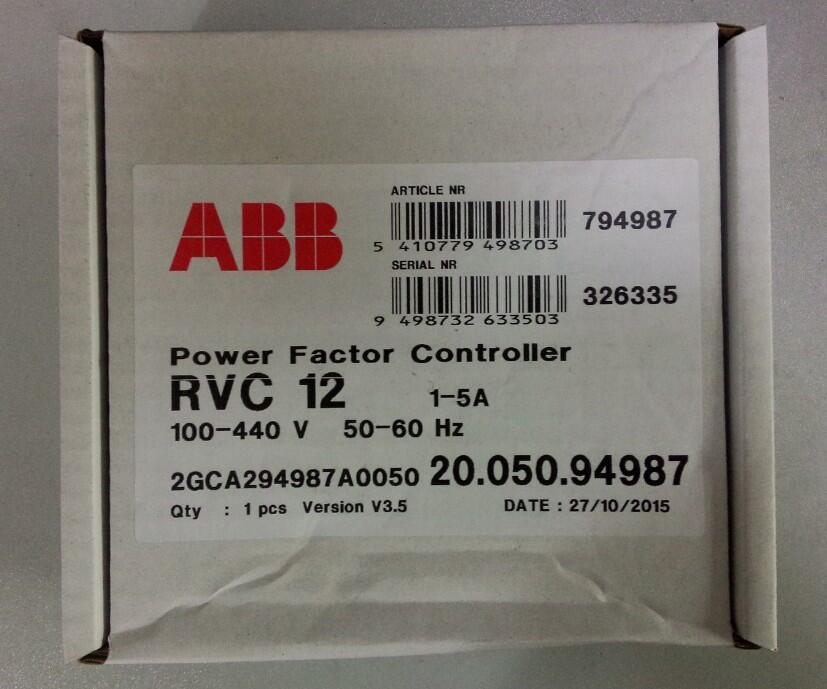 ABB
ARTICLE NR
794987
5 410779 498703
SERIAL NR
326335
9 498732 633503
Power Factor Controller
RVC 12 1-5A
100-440 V 50-60 Hz
2GCA294987A0050 20.050.94987
Qty : 1 pcs Version V3.5 DATE : 27/10/2015